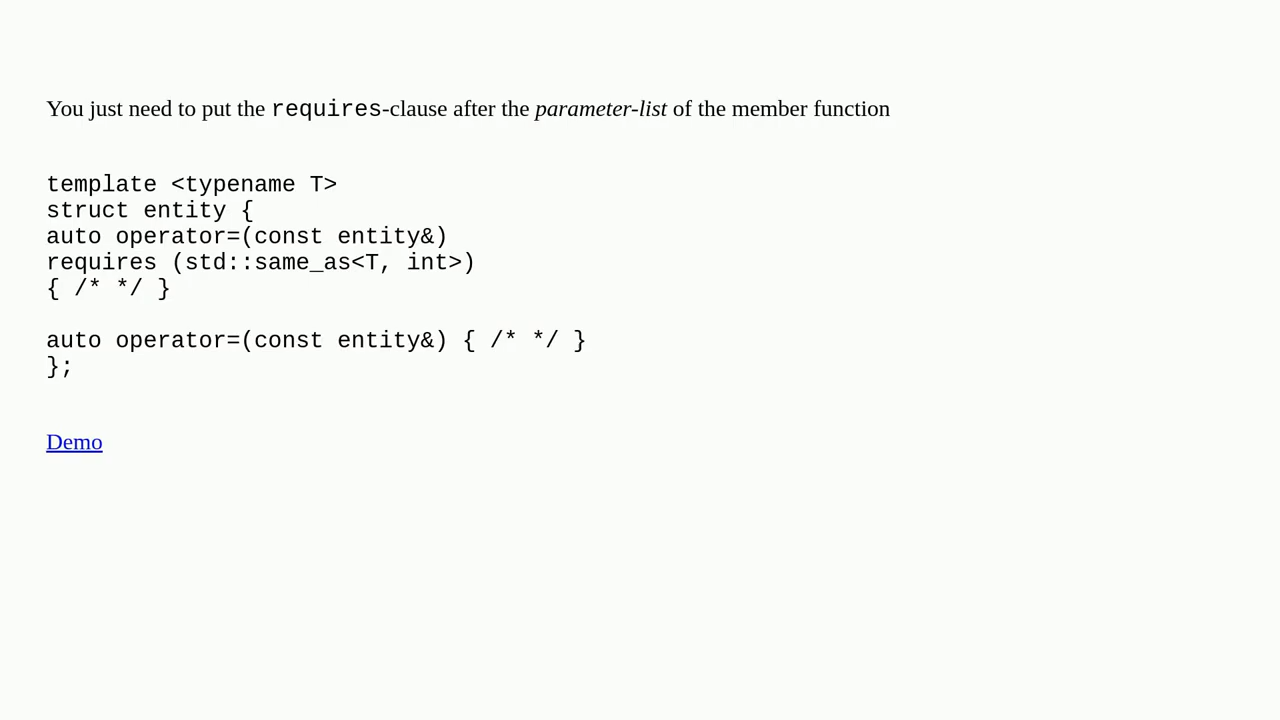 You just need to put the requires-clause after the parameter-list of the member function
template <typename T>
struct entity {
auto operator=(const entity&)
requires (std::same_as<T, int>)
{ /* */ }
auto operator=(const entity&) { /* */ }
};
Demo